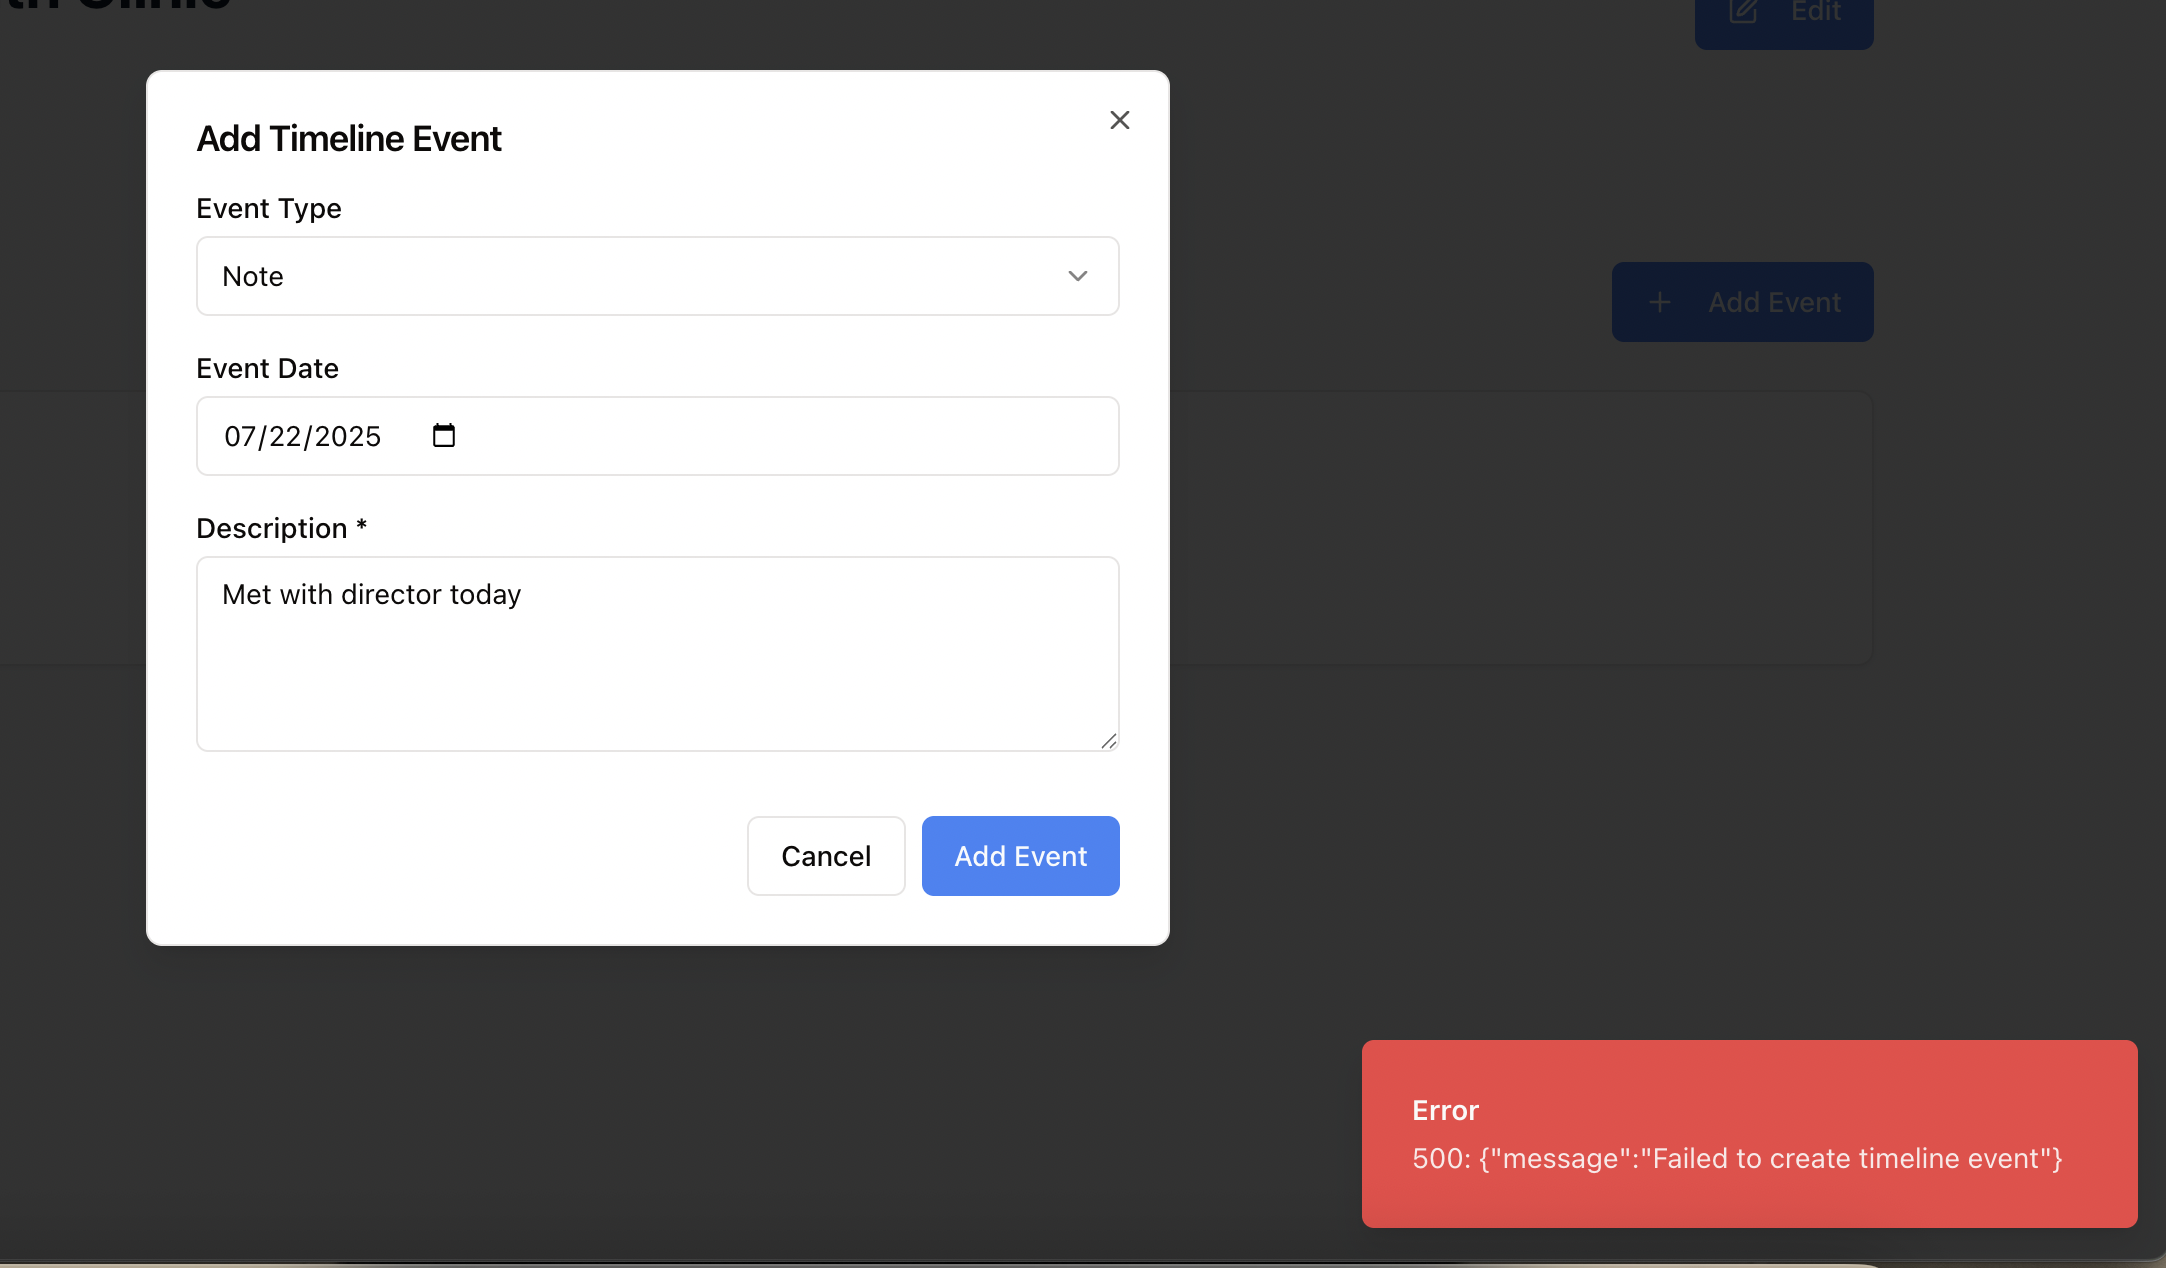 Clinic
Edit
Add Timeline Event
Event Type
Note
Add Event
Event Date
07/22/2025
Description *
Met with director today
Cancel
Add Event
Error
500: {"message":"Failed to create timeline event"}